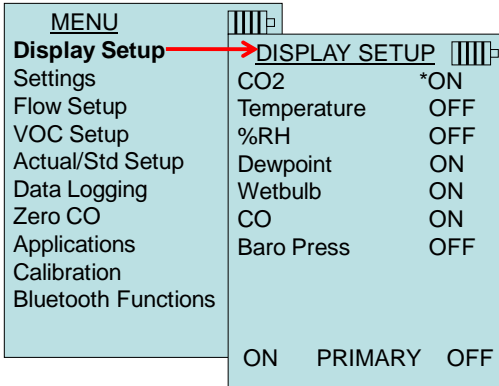 MENU
Display Setup
Settings
Flow Setup
VOC Setup
Actual/Std Setup
Data Logging
Zero CO
Applications
Calibration
Bluetooth Functions
DISPLAY SETUP
CO2 *ON
Temperature OFF
%RH OFF
Dewpoint ON
Wetbulb ON
CO ON
Baro Press OFF
ON PRIMARY OFF